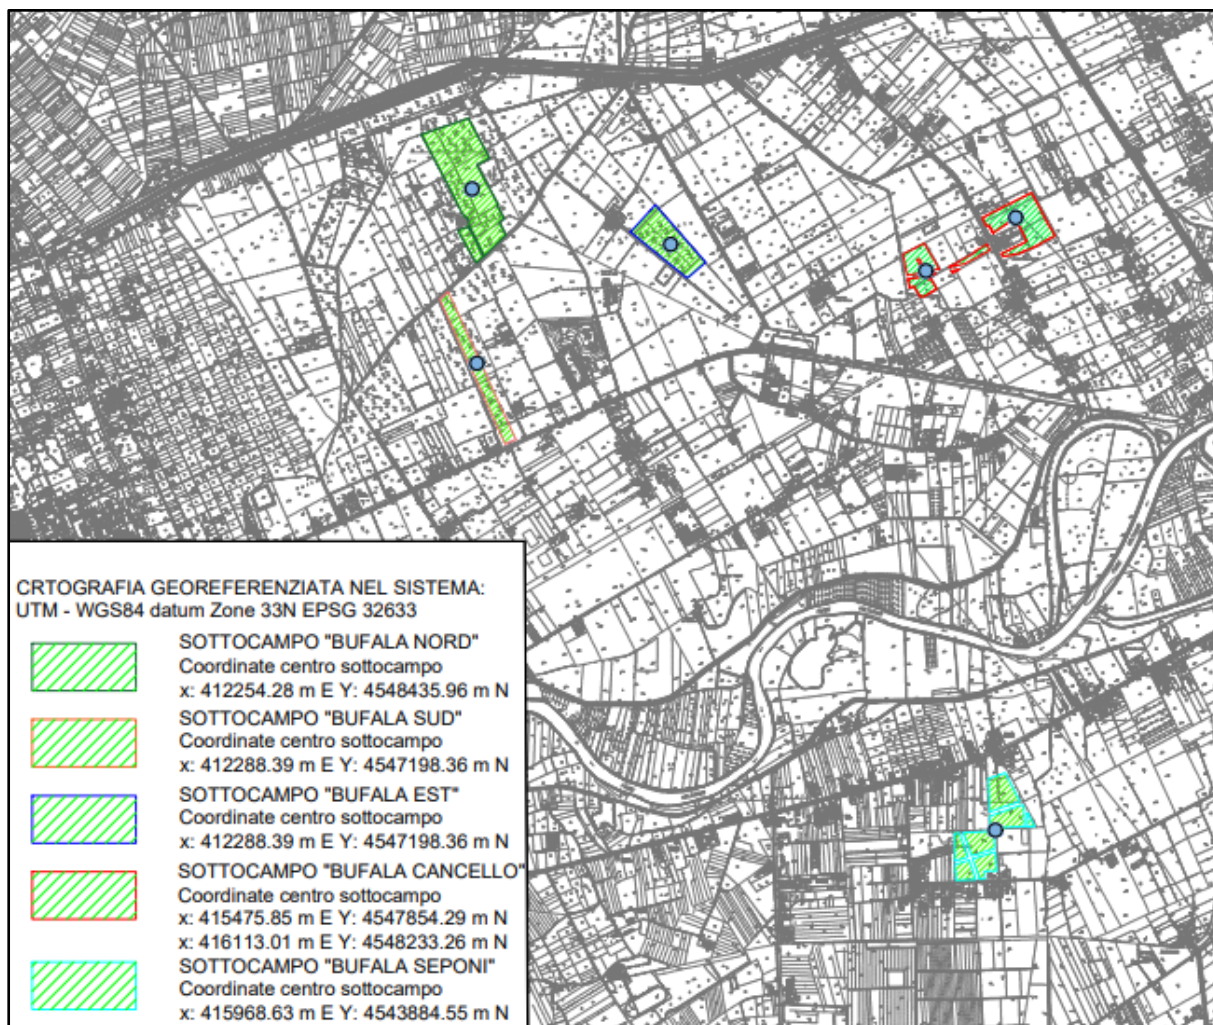 CRTOGRAFIA GEOREFERENZIATA NEL SISTEMA:
UTM - WGS84 datum Zone 33N EPSG 32633
SOTTOCAMPO "BUFALA NORD"
Coordinate centro sottocampo
x: 412254.28 m E Y: 4548435.96 m N
SOTTOCAMPO "BUFALA SUD"
Coordinate centro sottocampo
x: 412288.39 m E Y: 4547198.36 m N
SOTTOCAMPO "BUFALA EST"
Coordinate centro sottocampo
x: 412288.39 m E Y: 4547198.36 m N
SOTTOCAMPO "BUFALA CANCELLO"
Coordinate centro sottocampo
x: 415475.85 m E Y: 4547854.29 m N
x: 416113.01 m E Y: 4548233.26 m N
SOTTOCAMPO "BUFALA SEPONI"
Coordinate centro sottocampo
x: 415968.63 m E Y: 4543884.55 m N